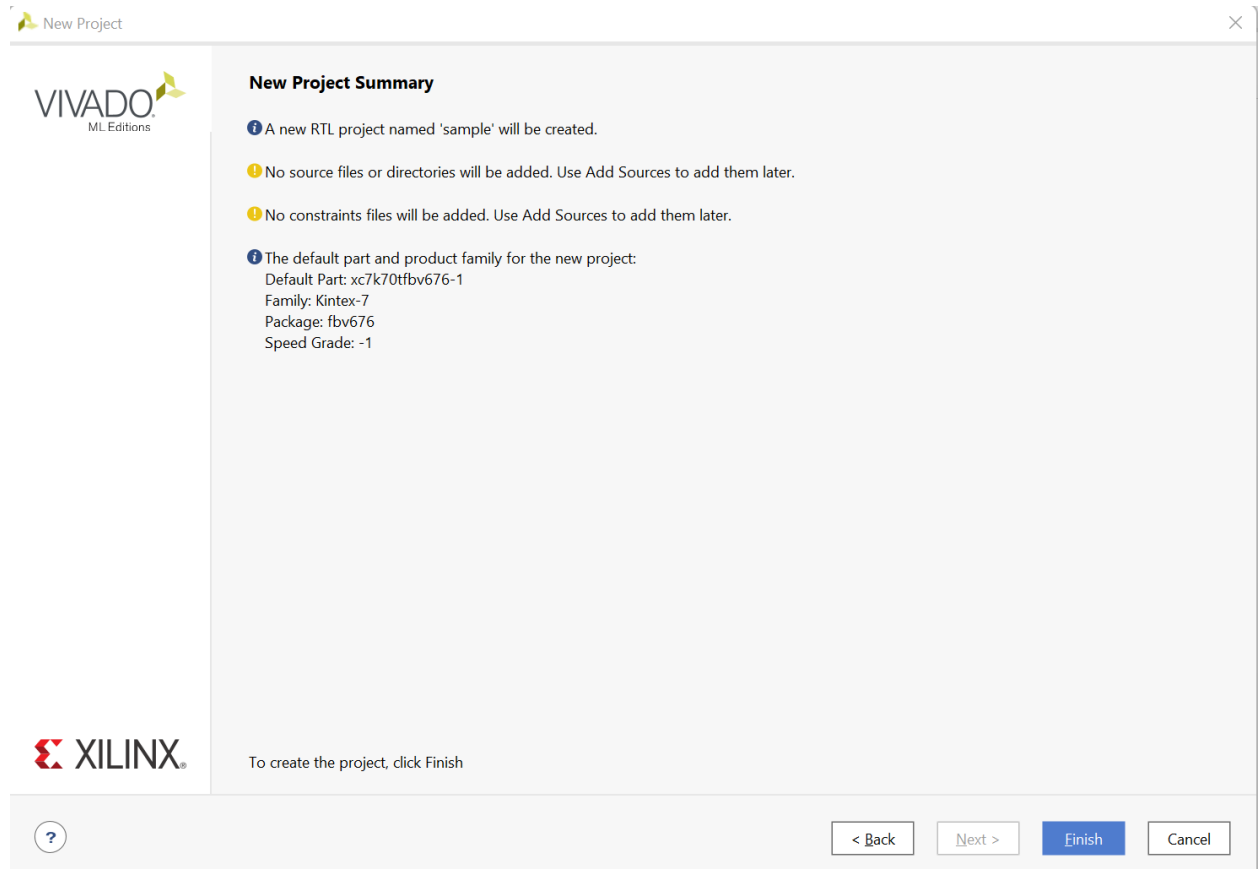 New Project
VIVADO.
ML Editions
New Project Summary
A new RTL project named 'sample' will be created.
No source files or directories will be added. Use Add Sources to add them later.
No constraints files will be added. Use Add Sources to add them later.
The default part and product family for the new project:
Default Part: xc7k70tfbv676-1
Family: Kintex-7
Package: fbv676
Speed Grade: -1
XILINX®
To create the project, click Finish
? < Back Next > Finish Cancel